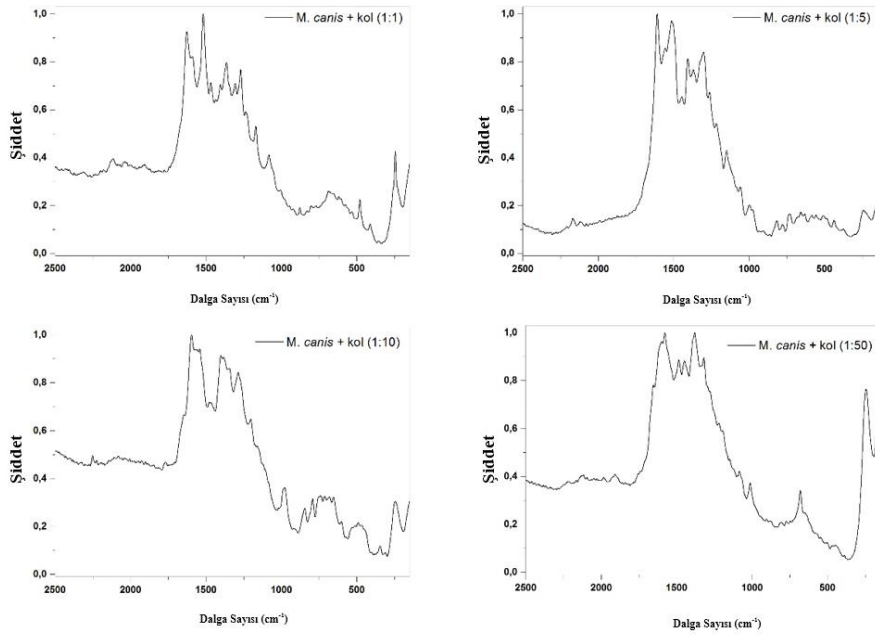 M. canis + kol (1:1)
Şiddet
1,0
0,8
0,6
0,4
0,2
0,0
2500 2000 1500 1000 500
Dalga Sayısı (cm⁻¹)
M. canis + kol (1:5)
Şiddet
1,0
0,8
0,6
0,4
0,2
0,0
2500 2000 1500 1000 500
Dalga Sayısı (cm⁻¹)
M. canis + kol (1:10)
Şiddet
1,0
0,8
0,6
0,4
0,2
0,0
2500 2000 1500 1000 500
Dalga Sayısı (cm⁻¹)
M. canis + kol (1:50)
Şiddet
1,0
0,8
0,6
0,4
0,2
0,0
2500 2000 1500 1000 500
Dalga Sayısı (cm⁻¹)